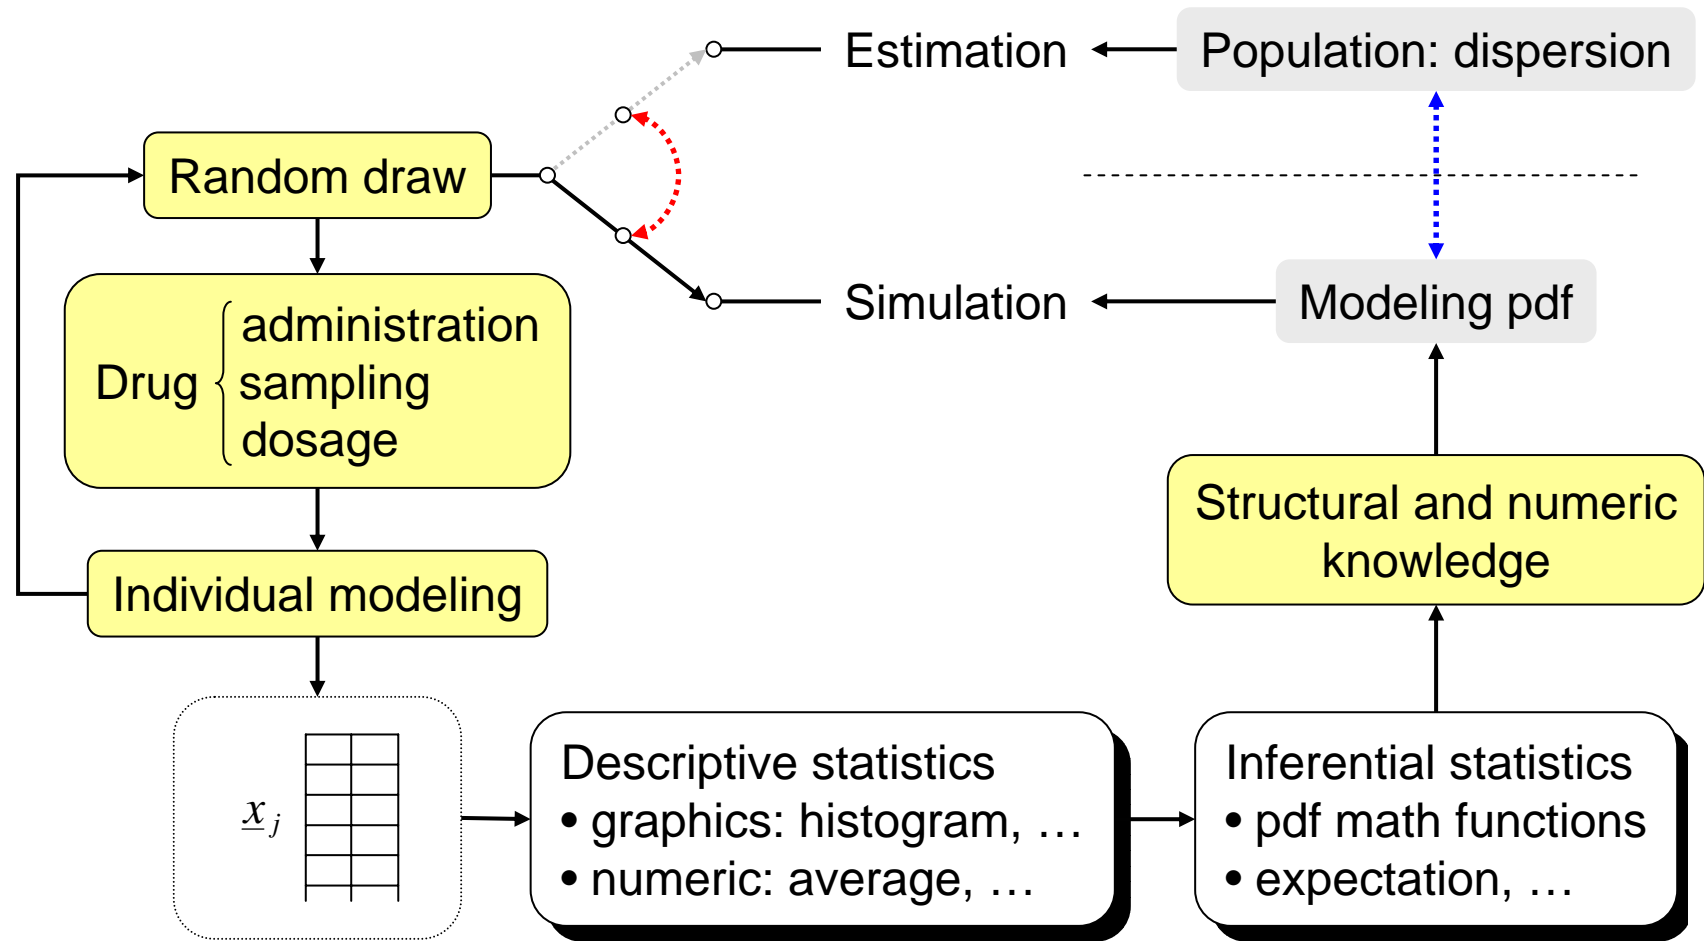 Estimation
Population: dispersion
Random draw
Simulation
Modeling pdf
Drug
administration
sampling
dosage
Structural and numeric
knowledge
Individual modeling
x j
Descriptive statistics
• graphics: histogram, …
• numeric: average, …
Inferential statistics
• pdf math functions
• expectation, …